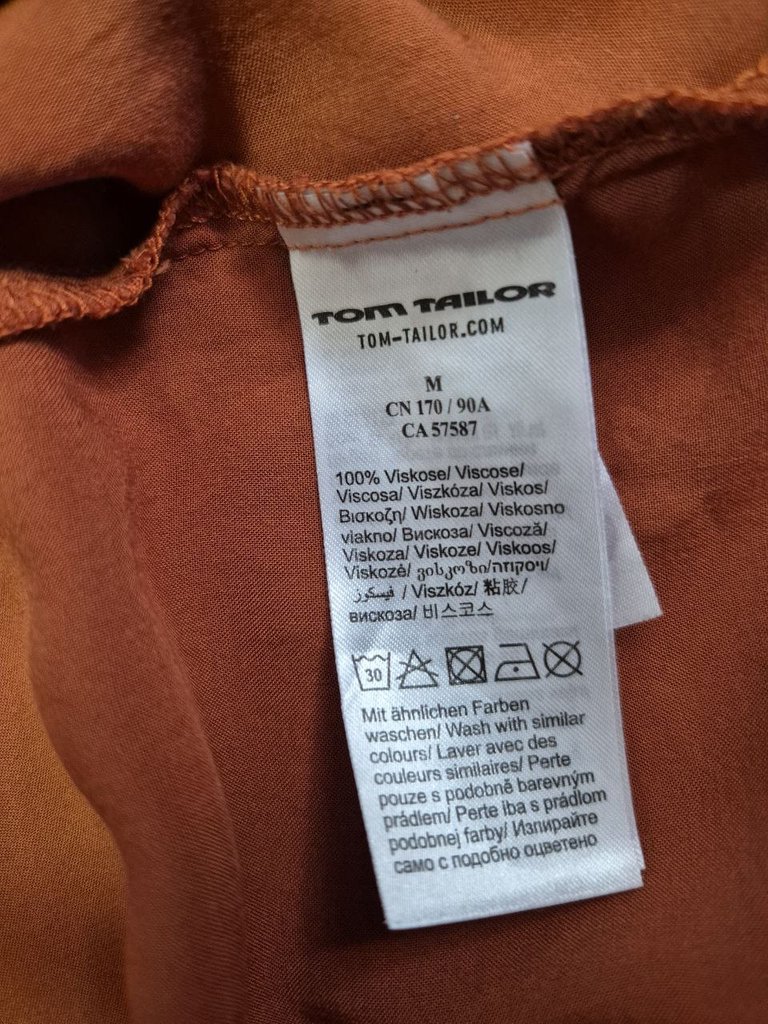 TOM TAILOR
TOM-TAILOR.COM
M
CN 170 / 90A
CA 57587
100% Viskose/ Viscose/
Viscosa/ Viszkóza/ Viskos/
Βισκοζη/ Wiskoza/ Viskosno
vlakno/ Вискоза/ Viscoză/
Viskoza/ Viskoze/ Viskoos/
Viskozė/ ვისკოზი/ויסקוזה/
فيسكوز / Viszkóz/ 粘胶/
вискоза/ 비스코스
30
Mit ähnlichen Farben
waschen/ Wash with similar
colours/ Laver avec des
couleurs similaires/ Perte
pouze s podobně barevným
prádlem/ Perte iba s prádlom
podobnej farby/ Изпирайте
само с подобно оцветено